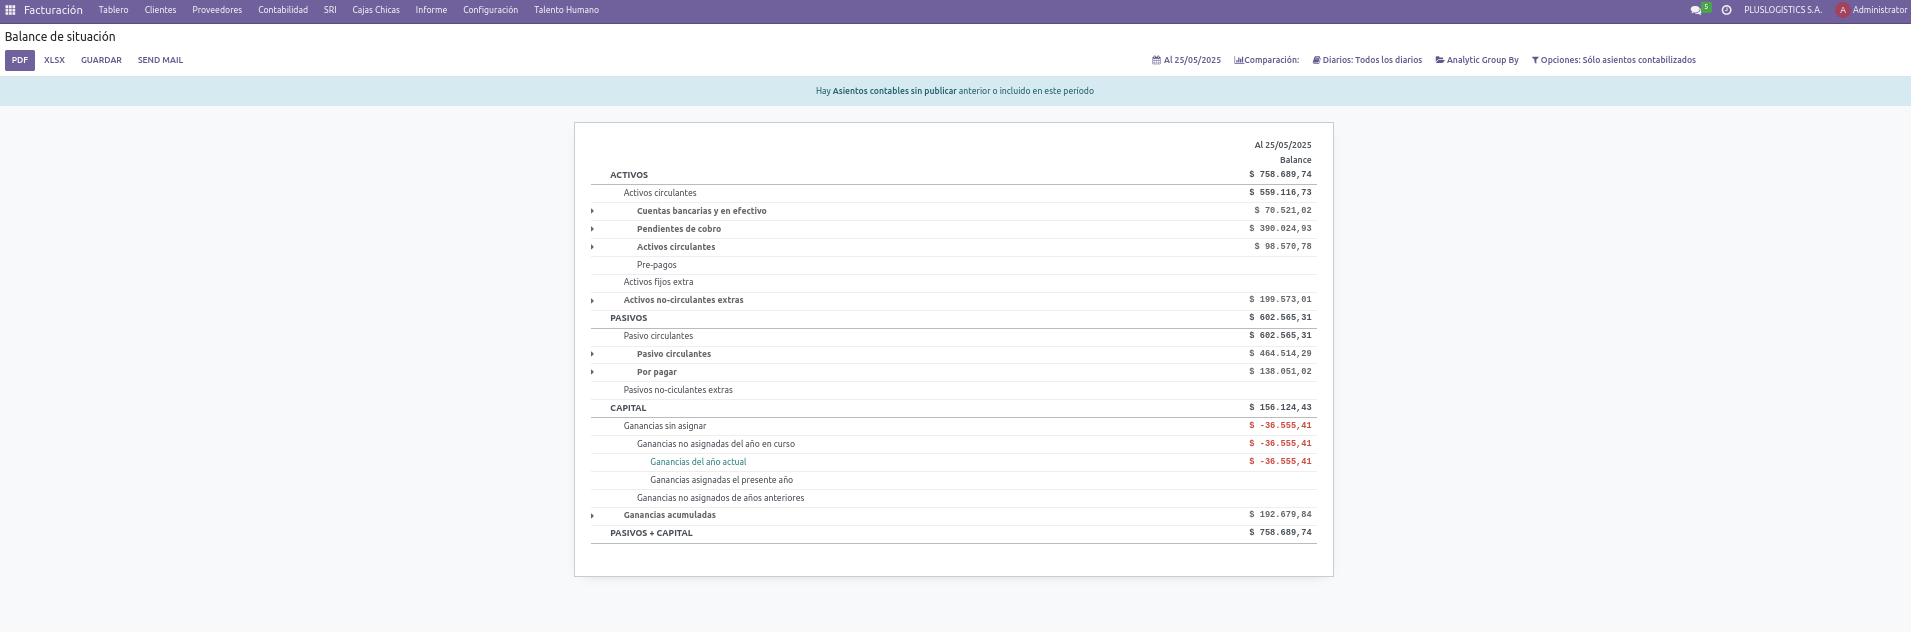 Facturación Tablero Clientes Proveedores Contabilidad SRI Cajas Chicas Informe Configuración Talento Humano 5 PLUSLOGISTICS S.A. A Administrator
Balance de situación
PDF XLSX GUARDAR SEND MAIL Al 25/05/2025 Comparación: Diarios: Todos los diarios Analytic Group By Opciones: Sólo asientos contabilizados
Hay Asientos contables sin publicar anterior o incluido en este período
Al 25/05/2025
Balance
ACTIVOS $ 758.689,74
Activos circulantes $ 559.116,73
Cuentas bancarias y en efectivo $ 70.521,02
Pendientes de cobro $ 390.024,93
Activos circulantes $ 98.570,78
Pre-pagos
Activos fijos extra
Activos no-circulantes extras $ 199.573,01
PASIVOS $ 602.565,31
Pasivo circulantes $ 602.565,31
Pasivo circulantes $ 464.514,29
Por pagar $ 138.051,02
Pasivos no-ciculantes extras
CAPITAL $ 156.124,43
Ganancias sin asignar $ -36.555,41
Ganancias no asignadas del año en curso $ -36.555,41
Ganancias del año actual $ -36.555,41
Ganancias asignadas el presente año
Ganancias no asignados de años anteriores
Ganancias acumuladas $ 192.679,84
PASIVOS + CAPITAL $ 758.689,74